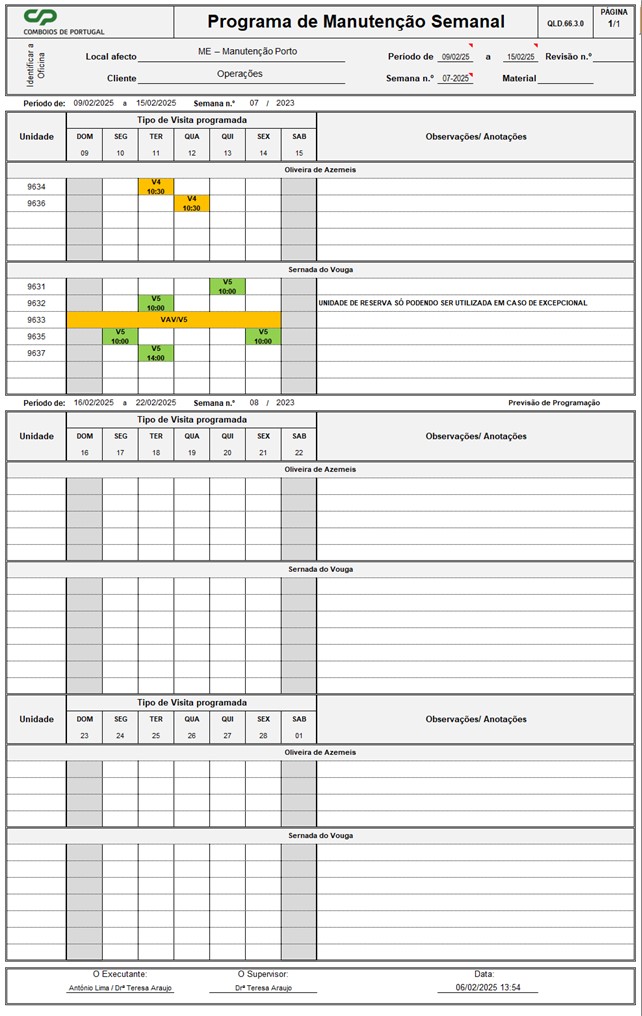 CP
COMBOIOS DE PORTUGAL
Programa de Manutenção Semanal
QLD.66.3.0
PÁGINA
1/1
Identificar a Oficina
Local afecto ME – Manutenção Porto
Período de 09/02/25 a 15/02/25 Revisão n.º
Cliente Operações
Semana n.º 07-2025 Material
Período de: 09/02/2025 a 15/02/2025 Semana n.º 07 / 2023
Unidade
Tipo de Visita programada
Observações/ Anotações
DOM SEG TER QUA QUI SEX SAB
09 10 11 12 13 14 15
Oliveira de Azemeis
9634 V4 10:30
9636 V4 10:30
Sernada do Vouga
9631 V5 10:00
9632 V5 10:00 UNIDADE DE RESERVA SÓ PODENDO SER UTILIZADA EM CASO DE EXCEPCIONAL
9633 VAV/V5
9635 V5 10:00 V5 10:00
9637 V5 14:00
Período de: 16/02/2025 a 22/02/2025 Semana n.º 08 / 2023 Previsão de Programação
Unidade
Tipo de Visita programada
Observações/ Anotações
DOM SEG TER QUA QUI SEX SAB
16 17 18 19 20 21 22
Oliveira de Azemeis
Sernada do Vouga
Unidade
Tipo de Visita programada
Observações/ Anotações
DOM SEG TER QUA QUI SEX SAB
23 24 25 26 27 28 01
Oliveira de Azemeis
Sernada do Vouga
O Executante: O Supervisor: Data:
António Lima / Drª Teresa Araujo Drª Teresa Araujo 06/02/2025 13:54